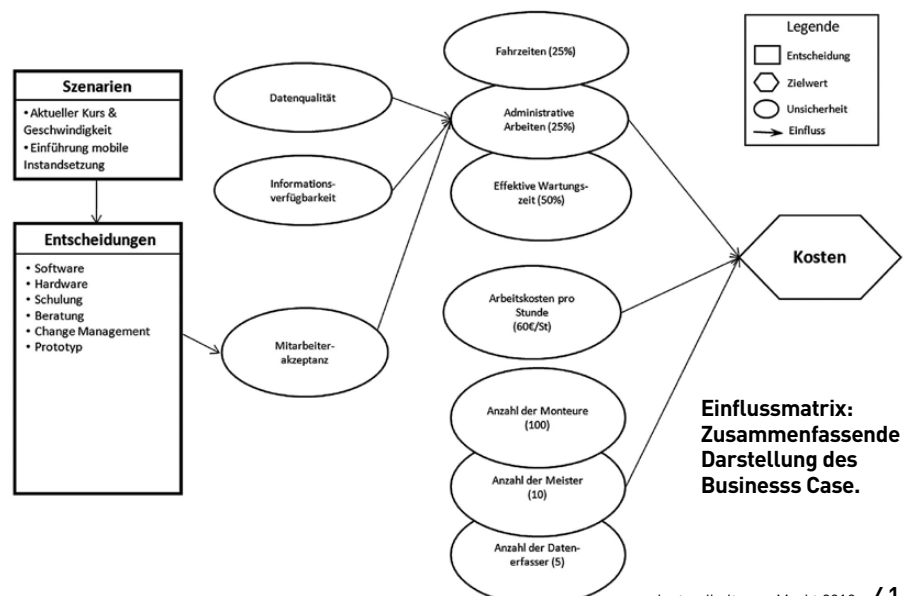 Szenarien
•Aktueller Kurs &
Geschwindigkeit
•Einführung mobile
Instandsetzung
Entscheidungen
• Software
• Hardware
• Schulung
• Beratung
• Change Management
• Prototyp
Datenqualität
Informations-
verfügbarkeit
Mitarbeiter-
akzeptanz
Fahrzeiten (25%)
Administrative
Arbeiten (25%)
Effektive Wartungs-
zeit (50%)
Arbeitskosten pro
Stunde
(60€/St)
Anzahl der Monteure
(100)
Anzahl der Meister
(10)
Anzahl der Daten-
erfasser (5)
Legende
Entscheidung
Zielwert
Unsicherheit
Einfluss
Kosten
Einflussmatrix:
Zusammenfassende
Darstellung des
Businesss Case.